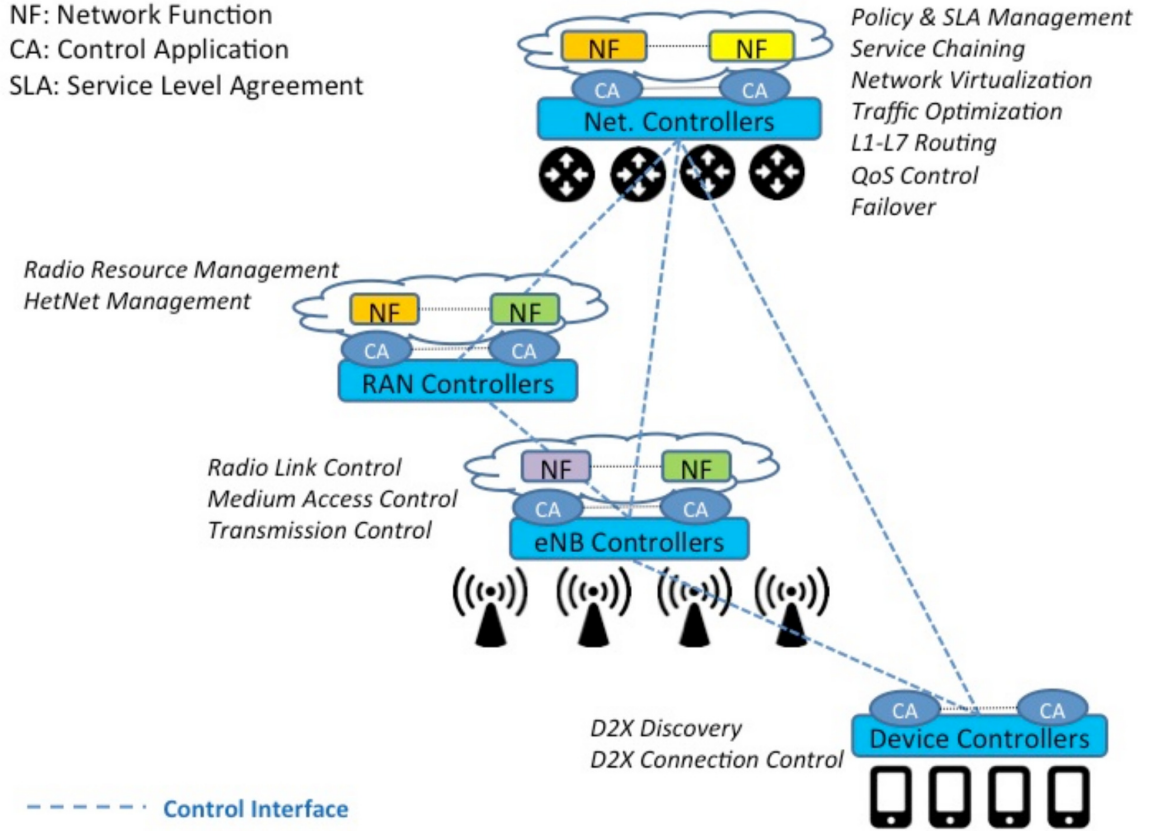 NF: Network Function
CA: Control Application
SLA: Service Level Agreement
NF
NF
CA
CA
Net. Controllers
Policy & SLA Management
Service Chaining
Network Virtualization
Traffic Optimization
L1-L7 Routing
QoS Control
Failover
Radio Resource Management
HetNet Management
NF
NF
CA
CA
RAN Controllers
Radio Link Control
Medium Access Control
Transmission Control
NF
NF
CA
CA
eNB Controllers
D2X Discovery
D2X Connection Control
CA
CA
Device Controllers
Control Interface